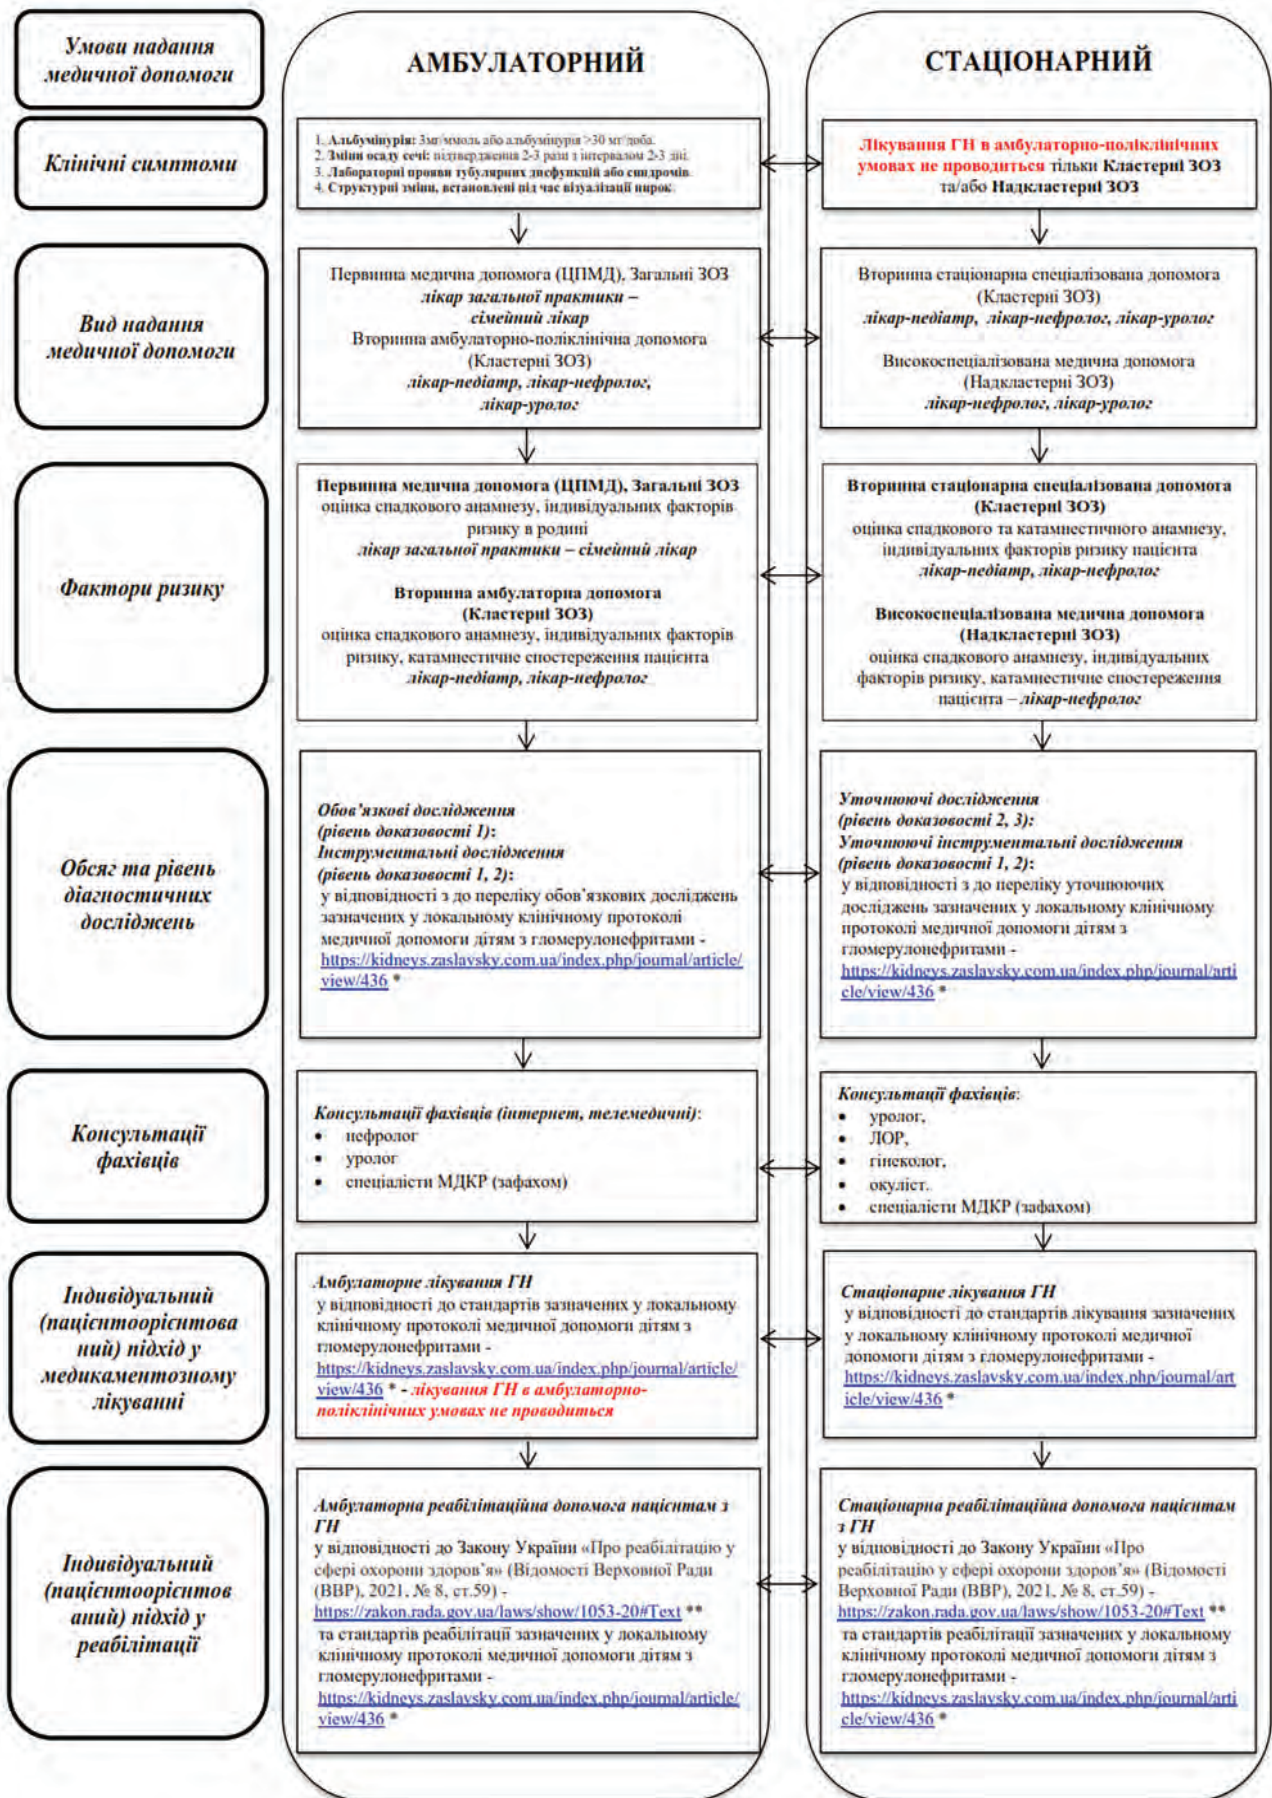 Умови надання
медичної допомоги
АМБУЛАТОРНИЙ
СТАЦІОНАРНИЙ
Клінічні симптоми
1. Альбумінурія: 3мг/ммоль або альбумінурія >30 мг/доба.
2. Зміни осаду сечі: підтвердження 2-3 рази з інтервалом 2-3 дні.
3. Лабораторні прояви тубулярних дисфункцій або синдромів.
4. Структурні зміни, встановлені під час візуалізації нирок.
Лікування ГН в амбулаторно-поліклінічних
умовах не проводиться тільки Кластерні ЗОЗ
та/або Надкластерні ЗОЗ
Вид надання
медичної допомоги
Первинна медична допомога (ЦПМД), Загальні ЗОЗ
лікар загальної практики –
сімейний лікар
Вторинна амбулаторно-поліклінічна допомога
(Кластерні ЗОЗ)
лікар-педіатр, лікар-нефролог,
лікар-уролог
Вторинна стаціонарна спеціалізована допомога
(Кластерні ЗОЗ)
лікар-педіатр, лікар-нефролог, лікар-уролог
Високоспеціалізована медична допомога
(Надкластерні ЗОЗ)
лікар-нефролог, лікар-уролог
Фактори ризику
Первинна медична допомога (ЦПМД), Загальні ЗОЗ
оцінка спадкового анамнезу, індивідуальних факторів
ризику в родині
лікар загальної практики – сімейний лікар
Вторинна амбулаторна допомога
(Кластерні ЗОЗ)
оцінка спадкового анамнезу, індивідуальних факторів
ризику, катамнестичне спостереження пацієнта
лікар-педіатр, лікар-нефролог
Вторинна стаціонарна спеціалізована допомога
(Кластерні ЗОЗ)
оцінка спадкового та катамнестичного анамнезу,
індивідуальних факторів ризику пацієнта
лікар-педіатр, лікар-нефролог
Високоспеціалізована медична допомога
(Надкластерні ЗОЗ)
оцінка спадкового анамнезу, індивідуальних
факторів ризику, катамнестичне спостереження
пацієнта – лікар-нефролог
Обсяг та рівень
діагностичних
досліджень
Обов’язкові дослідження
(рівень доказовості 1):
Інструментальні дослідження
(рівень доказовості 1, 2):
у відповідності з до переліку обов’язкових досліджень
зазначених у локальному клінічному протоколі
медичної допомоги дітям з гломерулонефритами -
https://kidneys.zaslavsky.com.ua/index.php/journal/article/
view/436 *
Уточнюючі дослідження
(рівень доказовості 2, 3):
Уточнюючі інструментальні дослідження
(рівень доказовості 1, 2):
у відповідності з до переліку уточнюючих
досліджень зазначених у локальному клінічному
протоколі медичної допомоги дітям з
гломерулонефритами -
https://kidneys.zaslavsky.com.ua/index.php/journal/arti
cle/view/436 *
Консультації
фахівців
Консультації фахівців (інтернет, телемедичні):
• нефролог
• уролог
• спеціалісти МДКР (зафахом)
Консультації фахівців:
• уролог,
• ЛОР,
• гінеколог,
• окуліст.
• спеціалісти МДКР (зафахом)
Індивідуальний
(пацієнтоорієнтова
ний) підхід у
медикаментозному
лікуванні
Амбулаторне лікування ГН
у відповідності до стандартів зазначених у локальному
клінічному протоколі медичної допомоги дітям з
гломерулонефритами -
https://kidneys.zaslavsky.com.ua/index.php/journal/article/
view/436 * - лікування ГН в амбулаторно-
поліклінічних умовах не проводиться
Стаціонарне лікування ГН
у відповідності до стандартів лікування зазначених
у локальному клінічному протоколі медичної
допомоги дітям з гломерулонефритами -
https://kidneys.zaslavsky.com.ua/index.php/journal/art
icle/view/436 *
Індивідуальний
(пацієнтоорієнтов
аний) підхід у
реабілітації
Амбулаторна реабілітаційна допомога пацієнтам з
ГН
у відповідності до Закону України «Про реабілітацію у
сфері охорони здоров’я» (Відомості Верховної Ради
(ВВР), 2021, № 8, ст.59) -
https://zakon.rada.gov.ua/laws/show/1053-20#Text **
та стандартів реабілітації зазначених у локальному
клінічному протоколі медичної допомоги дітям з
гломерулонефритами -
https://kidneys.zaslavsky.com.ua/index.php/journal/article/
view/436 *
Стаціонарна реабілітаційна допомога пацієнтам
з ГН
у відповідності до Закону України «Про
реабілітацію у сфері охорони здоров’я» (Відомості
Верховної Ради (ВВР), 2021, № 8, ст.59) -
https://zakon.rada.gov.ua/laws/show/1053-20#Text **
та стандартів реабілітації зазначених у локальному
клінічному протоколі медичної допомоги дітям з
гломерулонефритами -
https://kidneys.zaslavsky.com.ua/index.php/journal/arti
cle/view/436 *